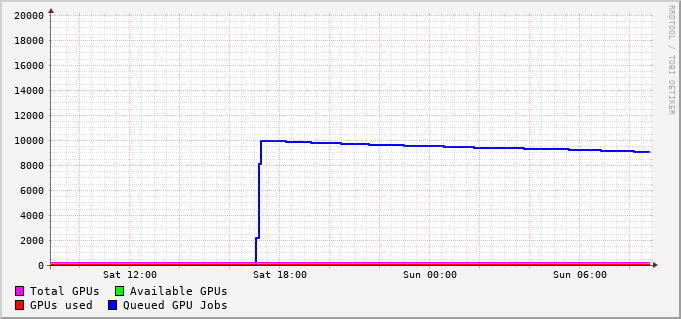 20000
18000
16000
14000
12000
10000
8000
6000
4000
2000
0
Sat 12:00 Sat 18:00 Sun 00:00 Sun 06:00
Total GPUs Available GPUs
GPUs used Queued GPU Jobs
RRDTOOL / TOBI OETIKER